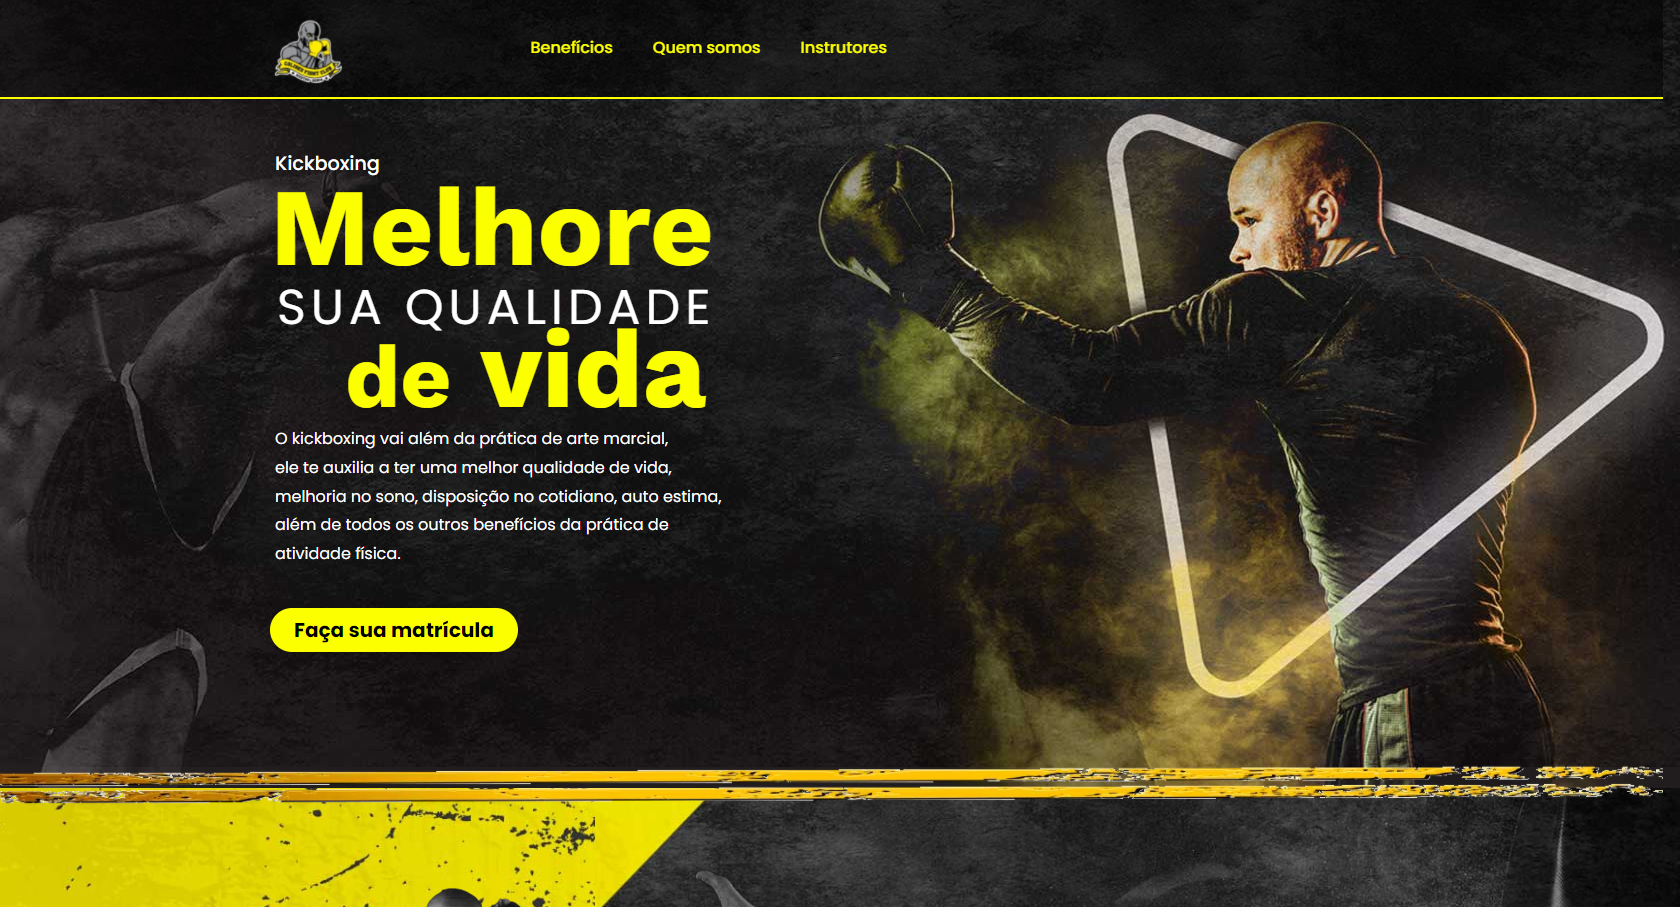 Benefícios
Quem somos
Instrutores
Kickboxing
Melhore
SUA QUALIDADE
de vida
O kickboxing vai além da prática de arte marcial,
ele te auxilia a ter uma melhor qualidade de vida,
melhoria no sono, disposição no cotidiano, auto estima,
além de todos os outros benefícios da prática de
atividade física.
Faça sua matrícula